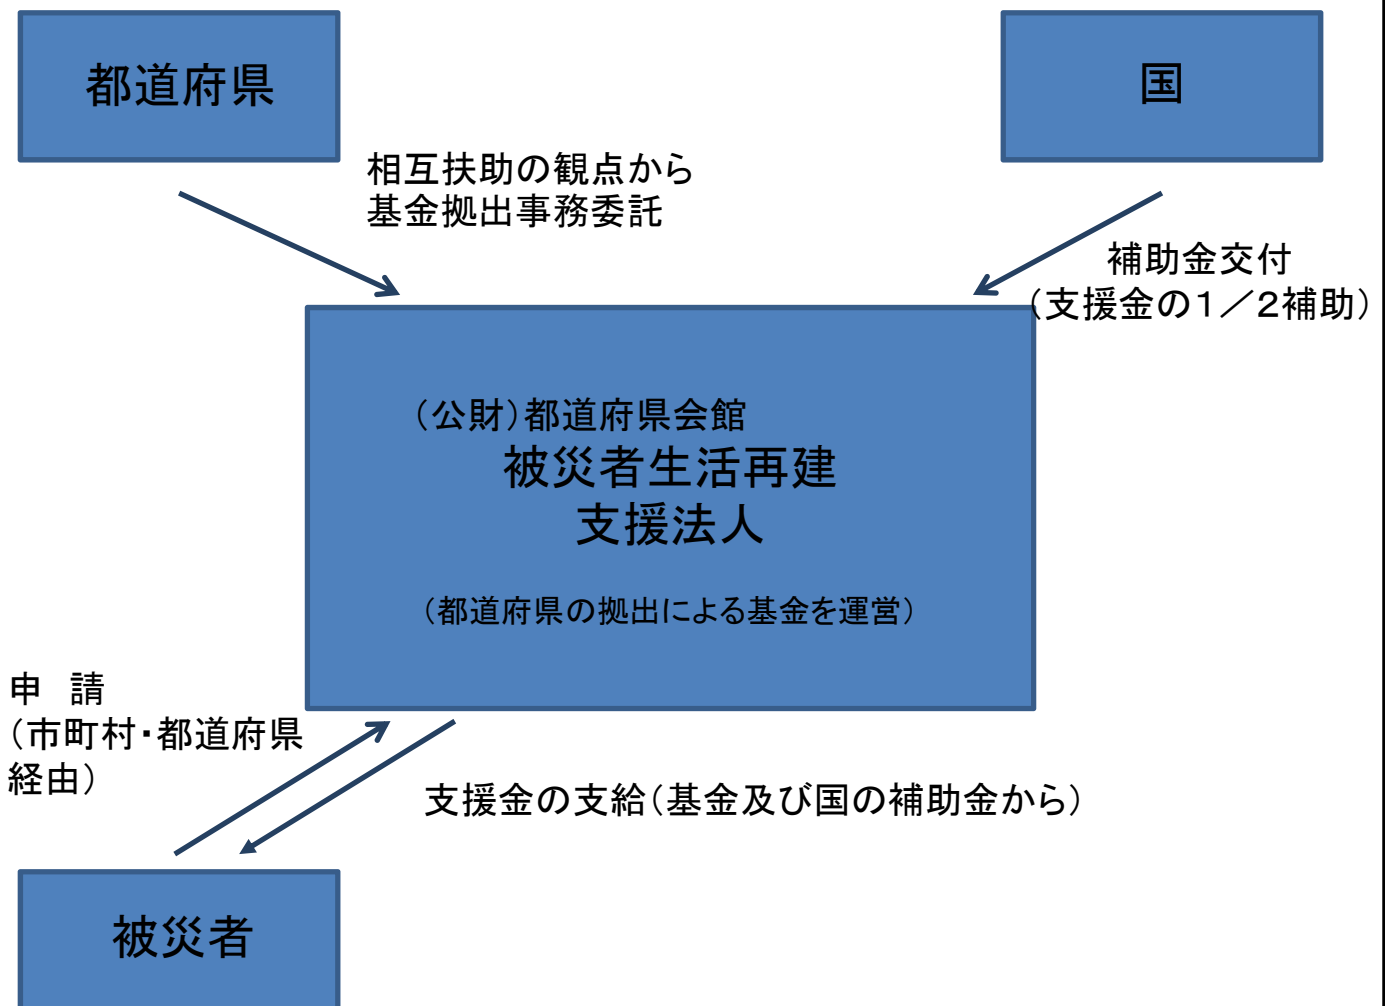 都道府県
国
相互扶助の観点から
基金拠出事務委託
補助金交付
（支援金の１／２補助）
（公財）都道府県会館
被災者生活再建
支援法人
（都道府県の拠出による基金を運営）
申　請
（市町村・都道府県
経由）
支援金の支給（基金及び国の補助金から）
被災者